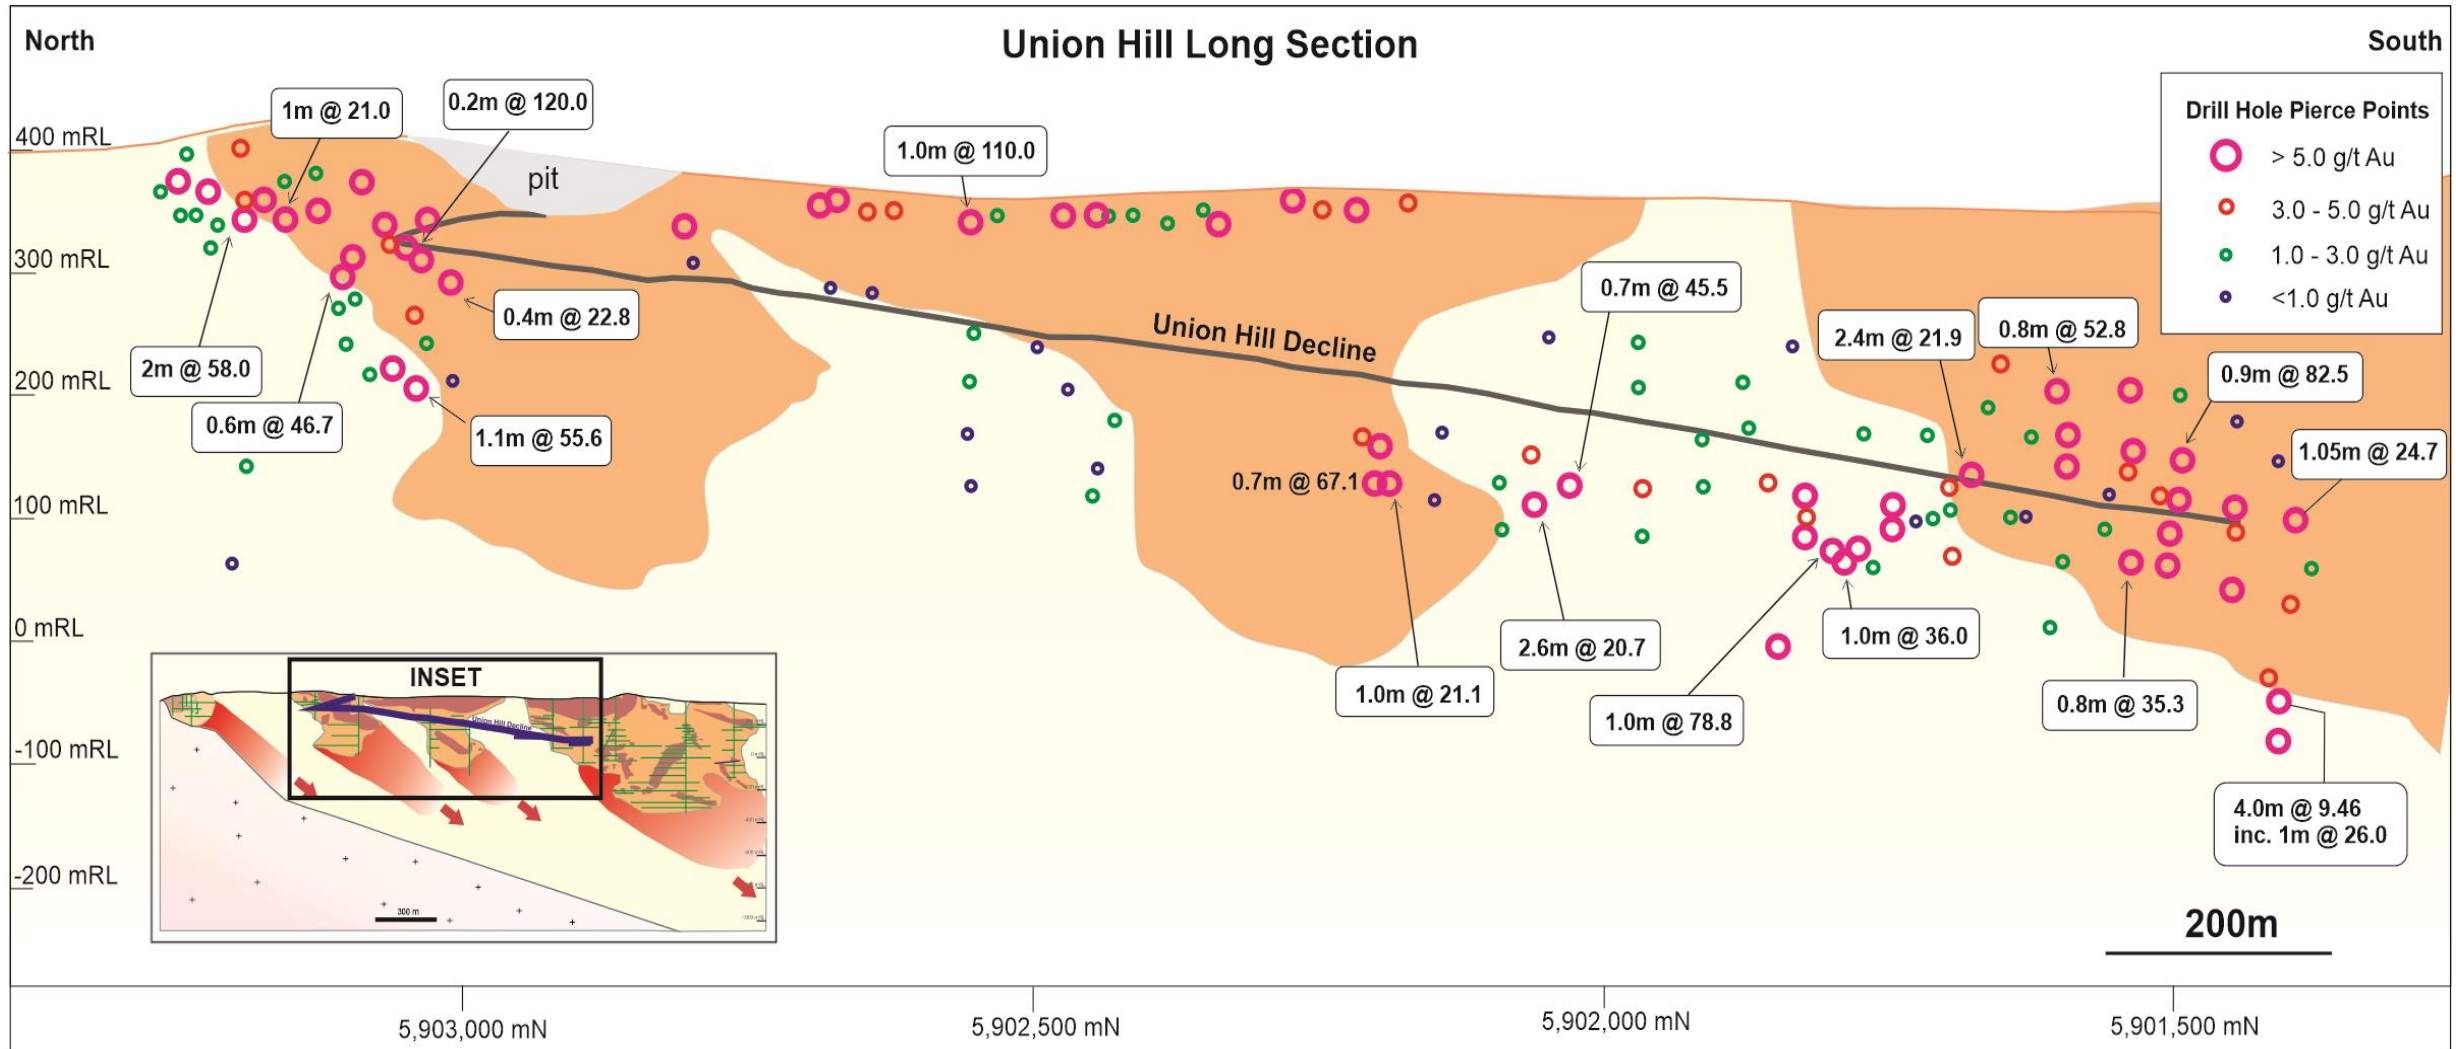 North
Union Hill Long Section
South
Drill Hole Pierce Points
> 5.0 g/t Au
3.0 - 5.0 g/t Au
1.0 - 3.0 g/t Au
<1.0 g/t Au
400 mRL
300 mRL
200 mRL
100 mRL
0 mRL
-100 mRL
-200 mRL
1m @ 21.0
0.2m @ 120.0
pit
1.0m @ 110.0
0.4m @ 22.8
2m @ 58.0
0.6m @ 46.7
1.1m @ 55.6
Union Hill Decline
0.7m @ 45.5
2.4m @ 21.9
0.8m @ 52.8
0.9m @ 82.5
1.05m @ 24.7
0.7m @ 67.1
2.6m @ 20.7
1.0m @ 36.0
1.0m @ 21.1
1.0m @ 78.8
0.8m @ 35.3
4.0m @ 9.46
inc. 1m @ 26.0
INSET
Union Hill Decline
300 m
200m
5,903,000 mN
5,902,500 mN
5,902,000 mN
5,901,500 mN